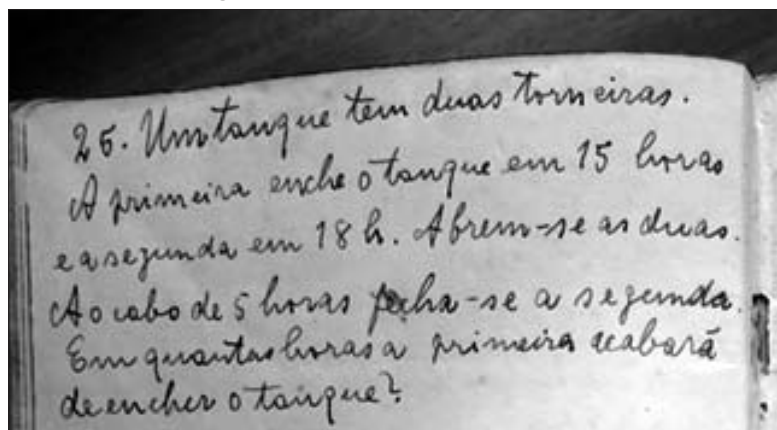 25. Um tanque tem duas torneiras.
A primeira enche o tanque em 15 horas
e a segunda em 18 h. Abrem-se as duas.
Ao cabo de 5 horas fecha-se a segunda.
Em quantas horas a primeira acabará
de encher o tanque?